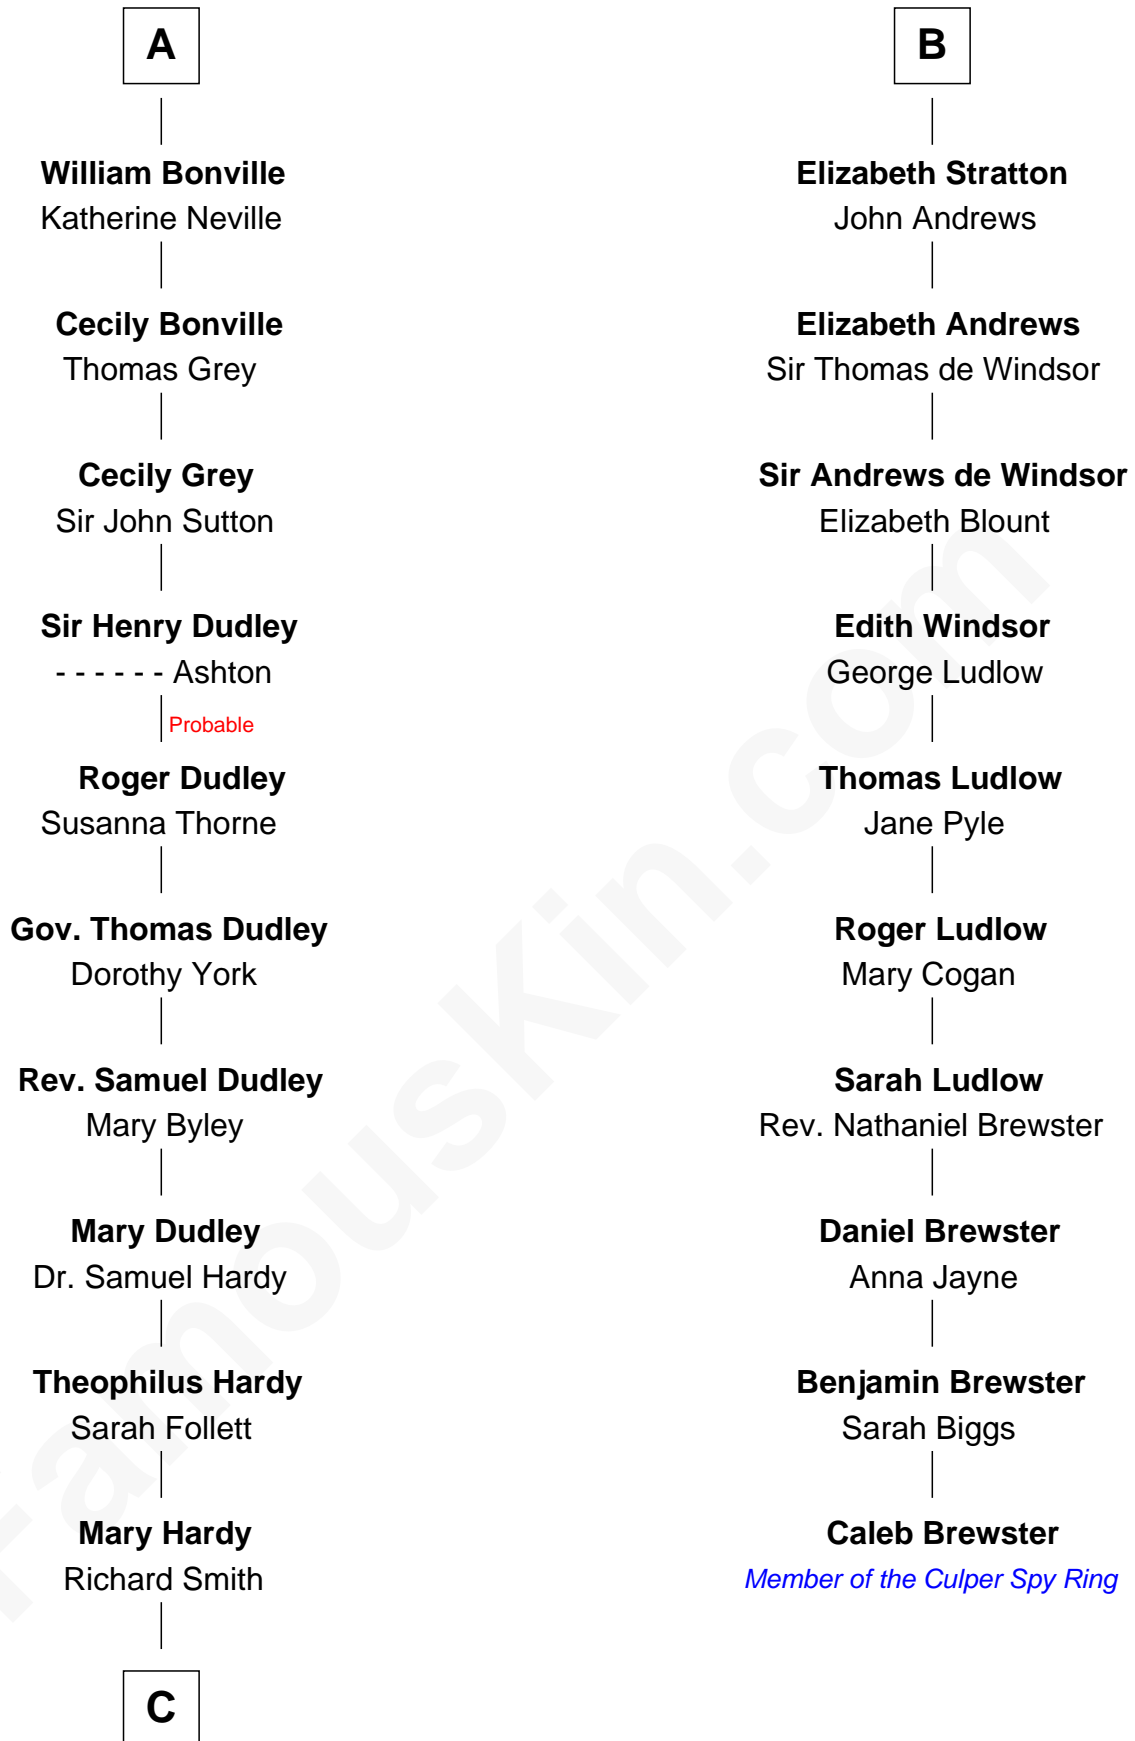 A
William Bonville
Katherine Neville
Cecily Bonville
Thomas Grey
Cecily Grey
Sir John Sutton
Sir Henry Dudley
- - - - - - Ashton
Probable
Roger Dudley
Susanna Thorne
Gov. Thomas Dudley
Dorothy York
Rev. Samuel Dudley
Mary Byley
Mary Dudley
Dr. Samuel Hardy
Theophilus Hardy
Sarah Follett
Mary Hardy
Richard Smith
C
B
Elizabeth Stratton
John Andrews
Elizabeth Andrews
Sir Thomas de Windsor
Sir Andrews de Windsor
Elizabeth Blount
Edith Windsor
George Ludlow
Thomas Ludlow
Jane Pyle
Roger Ludlow
Mary Cogan
Sarah Ludlow
Rev. Nathaniel Brewster
Daniel Brewster
Anna Jayne
Benjamin Brewster
Sarah Biggs
Caleb Brewster
Member of the Culper Spy Ring
FamousKin.com